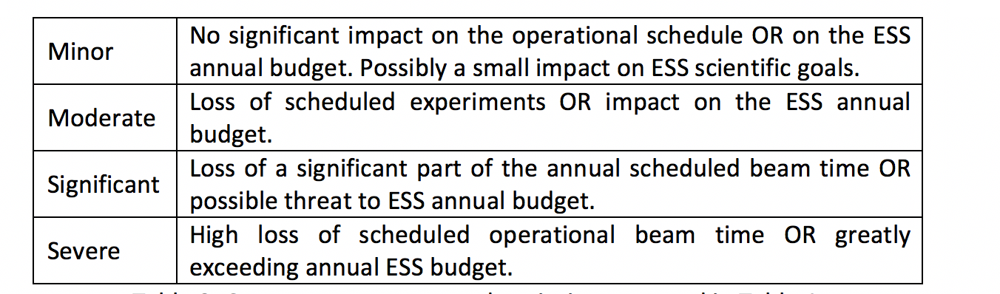 Minor
No significant impact on the operational schedule OR on the ESS
annual budget. Possibly a small impact on ESS scientific goals.
Moderate
Loss of scheduled experiments OR impact on the ESS annual
budget.
Significant
Loss of a significant part of the annual scheduled beam time OR
possible threat to ESS annual budget.
Severe
High loss of scheduled operational beam time OR greatly
exceeding annual ESS budget.